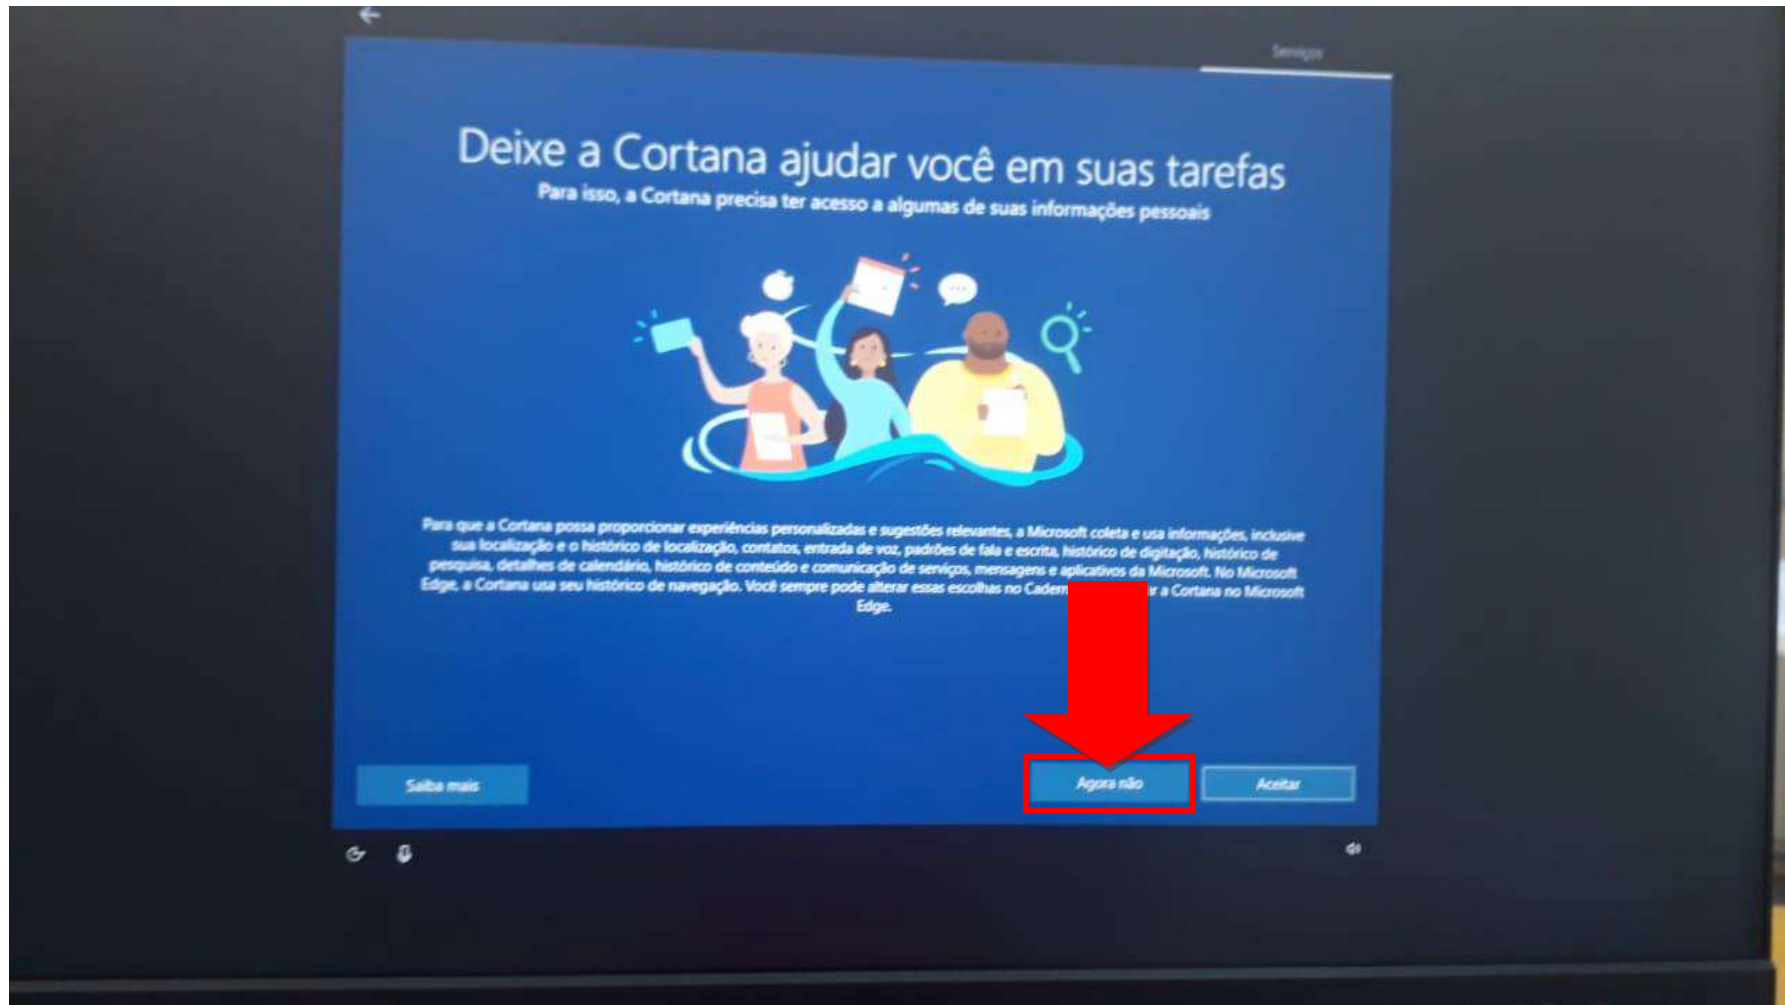 Serviços
Deixe a Cortana ajudar você em suas tarefas
Para isso, a Cortana precisa ter acesso a algumas de suas informações pessoais
Para que a Cortana possa proporcionar experiências personalizadas e sugestões relevantes, a Microsoft coleta e usa informações, inclusive
sua localização e o histórico de localização, contatos, entrada de voz, padrões de fala e escrita, histórico de digitação, histórico de
pesquisa, detalhes de calendário, histórico de conteúdo e comunicação de serviços, mensagens e aplicativos da Microsoft. No Microsoft
Edge, a Cortana usa seu histórico de navegação. Você sempre pode alterar essas escolhas no a Cortana no Microsoft
Edge.
Saiba mais
Agora não
Aceitar